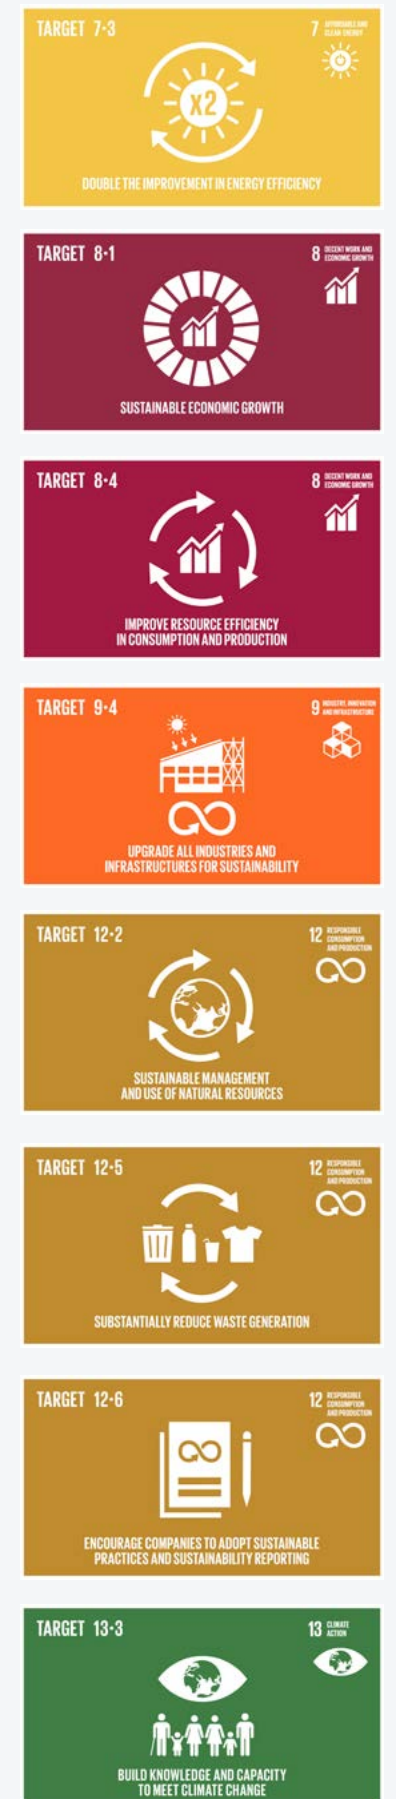 TARGET 7·3
7 AFFORDABLE AND
CLEAN ENERGY
x2
DOUBLE THE IMPROVEMENT IN ENERGY EFFICIENCY
TARGET 8·1
8 DECENT WORK AND
ECONOMIC GROWTH
SUSTAINABLE ECONOMIC GROWTH
TARGET 8·4
8 DECENT WORK AND
ECONOMIC GROWTH
IMPROVE RESOURCE EFFICIENCY
IN CONSUMPTION AND PRODUCTION
TARGET 9·4
9 INDUSTRY, INNOVATION
AND INFRASTRUCTURE
UPGRADE ALL INDUSTRIES AND
INFRASTRUCTURES FOR SUSTAINABILITY
TARGET 12·2
12 RESPONSIBLE
CONSUMPTION
AND PRODUCTION
SUSTAINABLE MANAGEMENT
AND USE OF NATURAL RESOURCES
TARGET 12·5
12 RESPONSIBLE
CONSUMPTION
AND PRODUCTION
SUBSTANTIALLY REDUCE WASTE GENERATION
TARGET 12·6
12 RESPONSIBLE
CONSUMPTION
AND PRODUCTION
ENCOURAGE COMPANIES TO ADOPT SUSTAINABLE
PRACTICES AND SUSTAINABILITY REPORTING
TARGET 13·3
13 CLIMATE
ACTION
BUILD KNOWLEDGE AND CAPACITY
TO MEET CLIMATE CHANGE